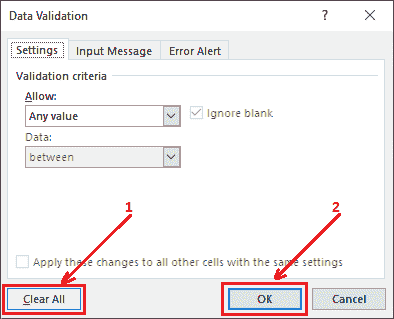 Data Validation ?
Settings Input Message Error Alert
Validation criteria
Allow:
Any value Ignore blank
Data:
between
1 2
Apply these changes to all other cells with the same settings
Clear All OK Cancel